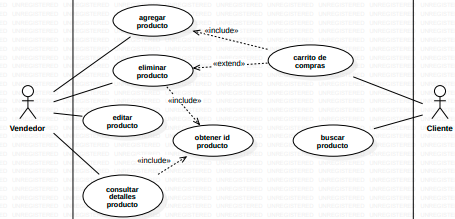 agregar
producto
«include»
eliminar
producto
«extend»
carrito de
compras
«include»
Vendedor
editar
producto
obtener id
producto
buscar
producto
Cliente
«include»
consultar
detalles
producto